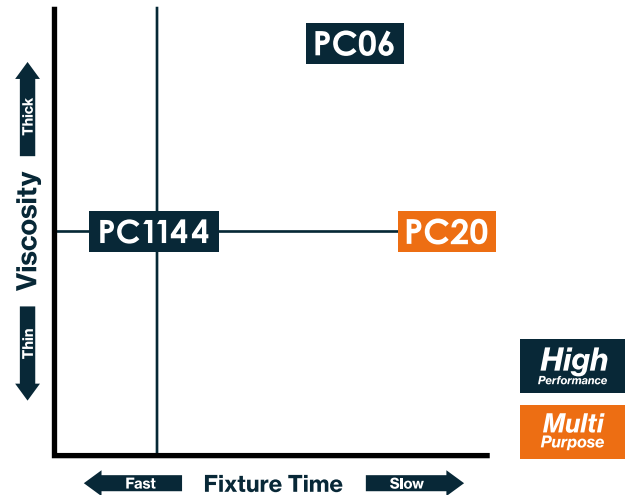 PC06
Thick
Viscosity
Thin
PC1144
PC20
High
Performance
Multi
Purpose
Fast
Fixture Time
Slow